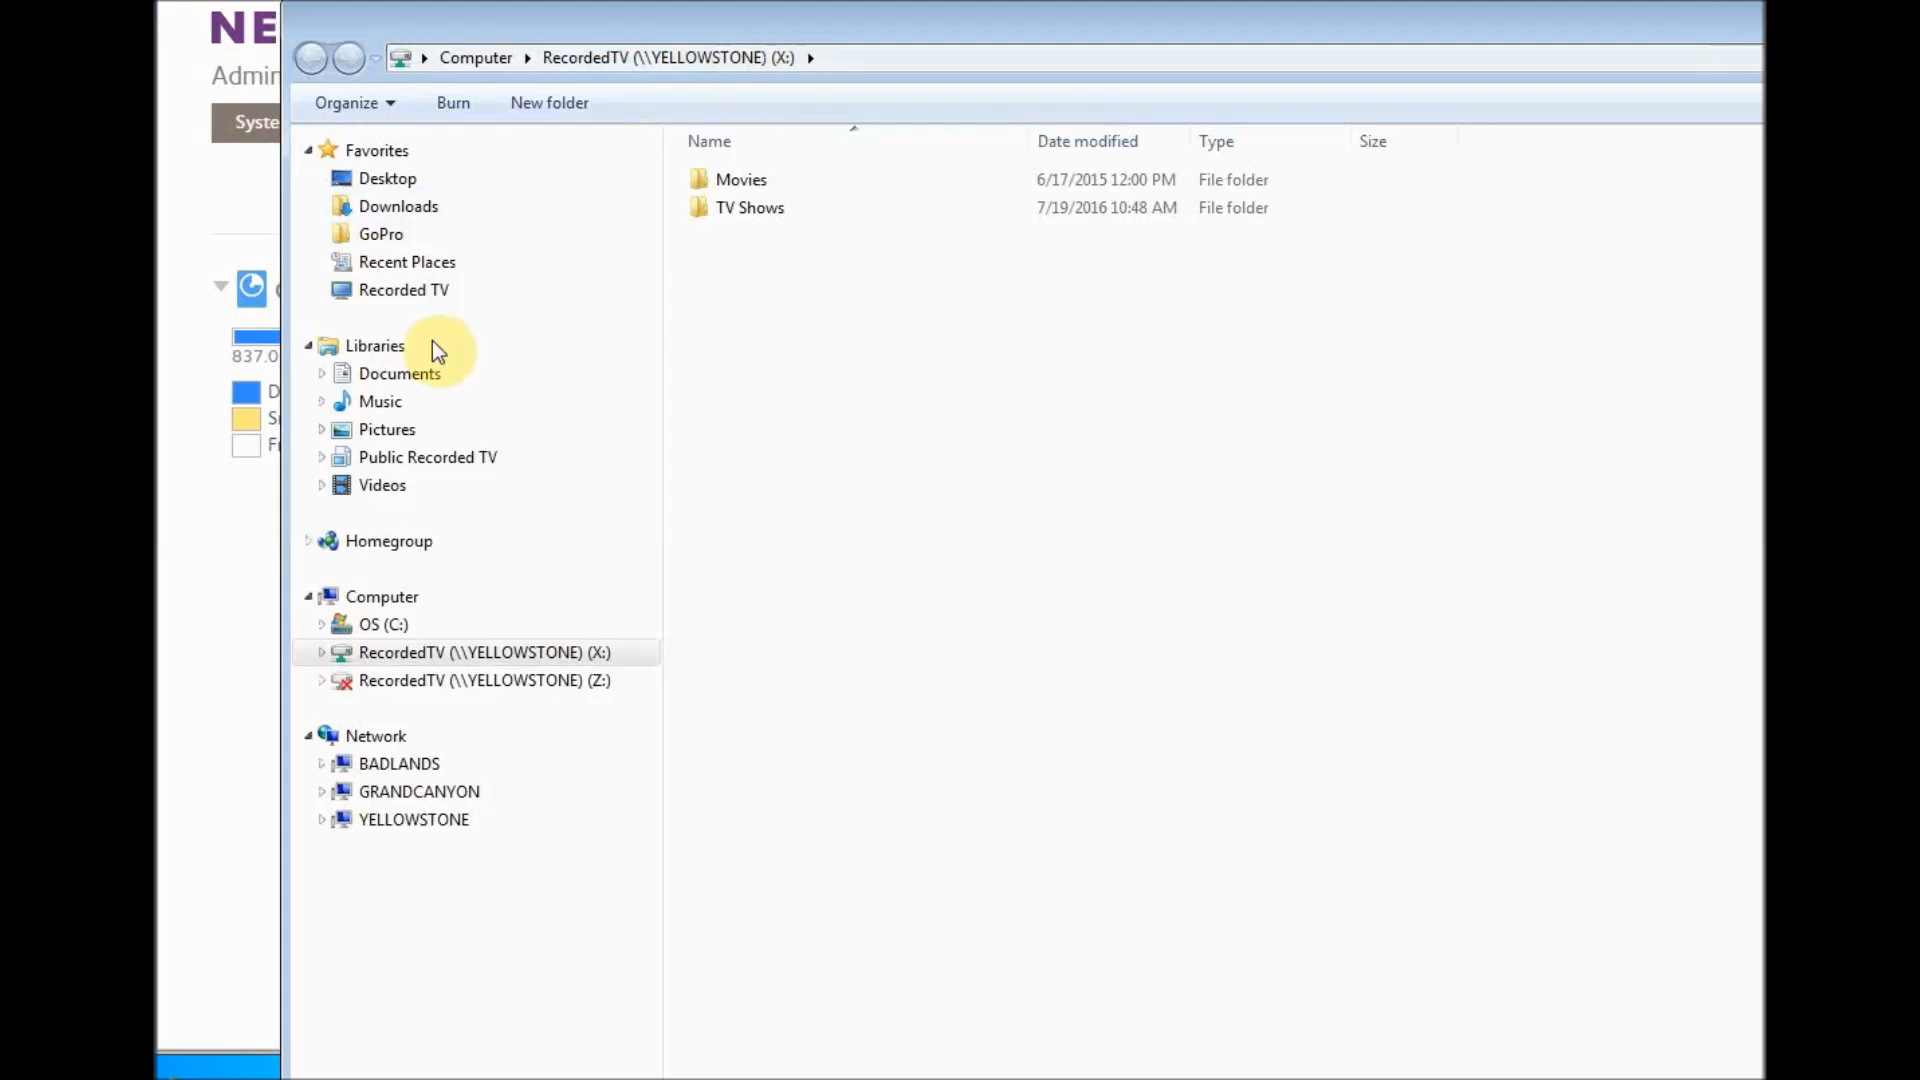 NE
Admin
Syste
837.0
D
S
F
Computer RecordedTV (\\YELLOWSTONE) (X:)
Organize Burn New folder
Name Date modified Type Size
Movies 6/17/2015 12:00 PM File folder
TV Shows 7/19/2016 10:48 AM File folder
Favorites
Desktop
Downloads
GoPro
Recent Places
Recorded TV
Libraries
Documents
Music
Pictures
Public Recorded TV
Videos
Homegroup
Computer
OS (C:)
RecordedTV (\\YELLOWSTONE) (X:)
RecordedTV (\\YELLOWSTONE) (Z:)
Network
BADLANDS
GRANDCANYON
YELLOWSTONE